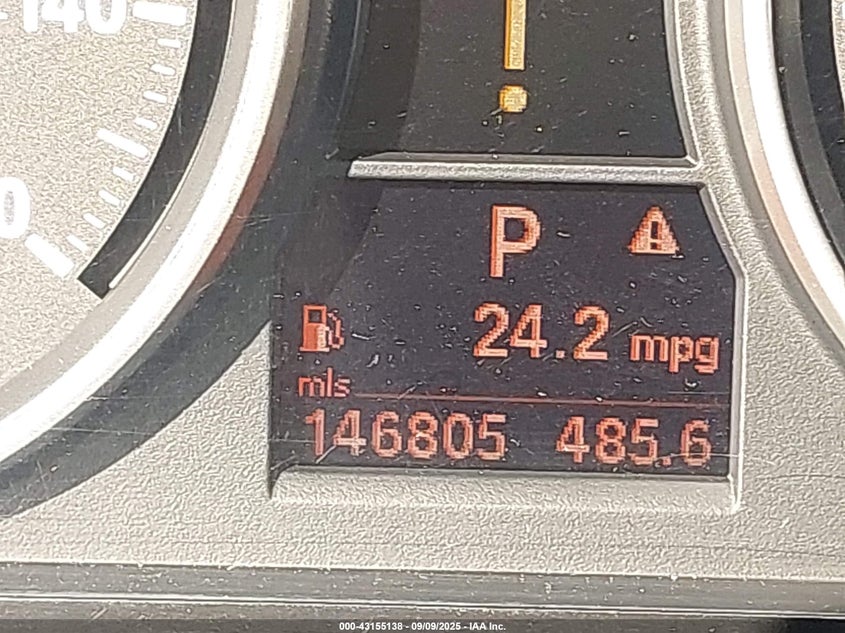 140
P
24.2 mpg
mls
146805 485.6
000-43155138 - 09/09/2025 - IAA Inc.